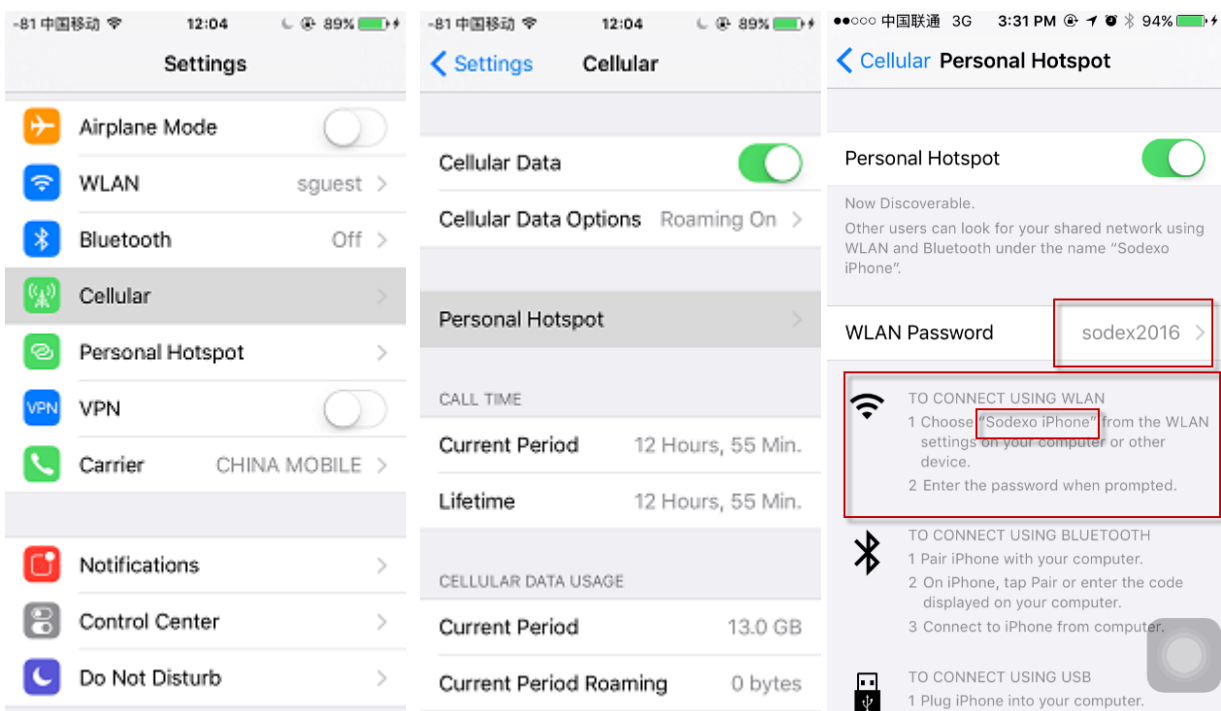 -81 中国移动 12:04 89%
Settings
Airplane Mode
WLAN sguest
Bluetooth Off
Cellular
Personal Hotspot
VPN VPN
Carrier CHINA MOBILE
Notifications
Control Center
Do Not Disturb
-81 中国移动 12:04 89%
Settings Cellular
Cellular Data
Cellular Data Options Roaming On
Personal Hotspot
CALL TIME
Current Period 12 Hours, 55 Min.
Lifetime 12 Hours, 55 Min.
CELLULAR DATA USAGE
Current Period 13.0 GB
Current Period Roaming 0 bytes
中国联通 3G 3:31 PM 94%
Cellular Personal Hotspot
Personal Hotspot
Now Discoverable.
Other users can look for your shared network using
WLAN and Bluetooth under the name “Sodexo
iPhone”.
WLAN Password sodex2016
TO CONNECT USING WLAN
1 Choose “Sodexo iPhone” from the WLAN
settings on your computer or other
device.
2 Enter the password when prompted.
TO CONNECT USING BLUETOOTH
1 Pair iPhone with your computer.
2 On iPhone, tap Pair or enter the code
displayed on your computer.
3 Connect to iPhone from computer.
TO CONNECT USING USB
1 Plug iPhone into your computer.